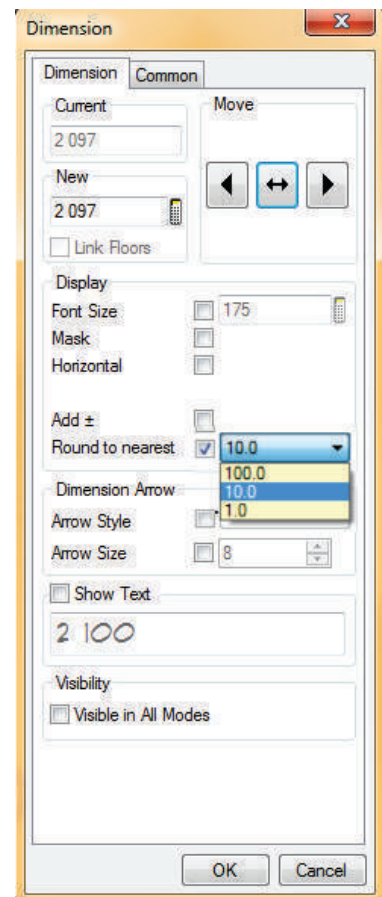 Dimension
X
Dimension Common
Current
Move
2 097
New
2 097
Link Floors
Display
Font Size 175
Mask
Horizontal
Add ±
Round to nearest 10.0
100.0
10.0
1.0
Dimension Arrow
Arrow Style
Arrow Size 8
Show Text
2 100
Visibility
Visible in All Modes
OK Cancel